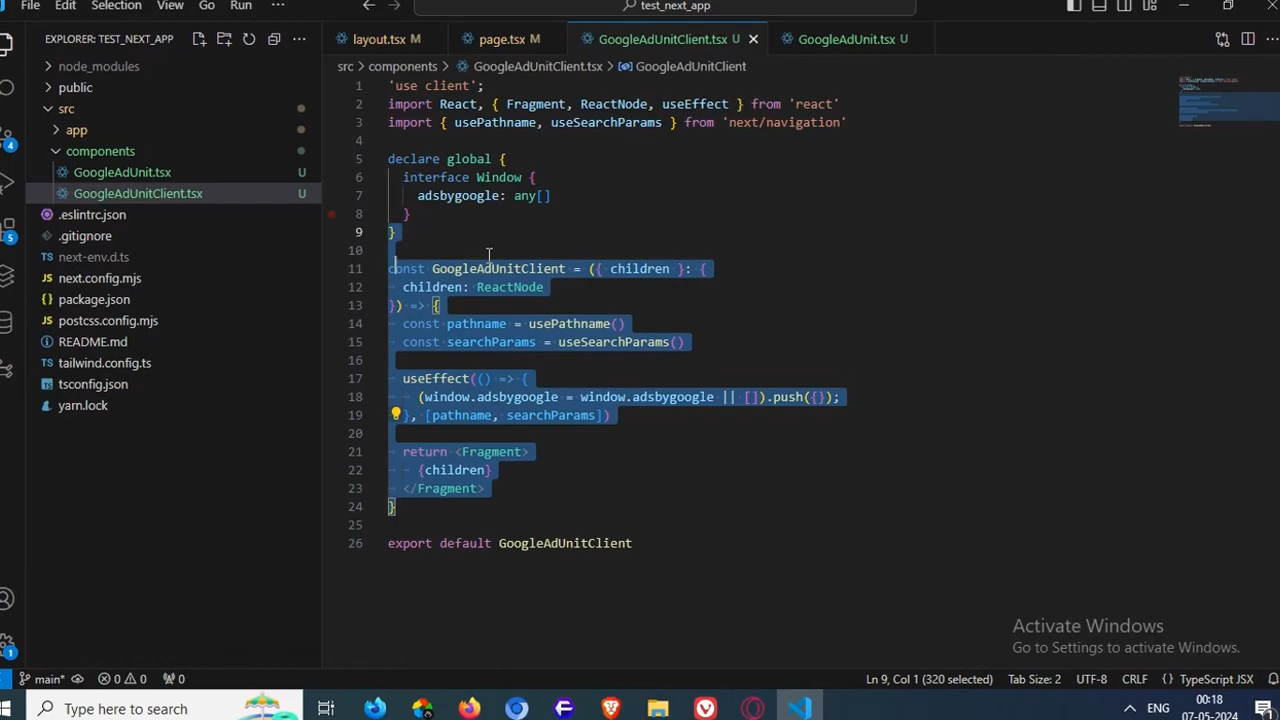 File Edit Selection View Go Run
test_next_app
EXPLORER: TEST_NEXT_APP
layout.tsx M
page.tsx M
GoogleAdUnitClient.tsx U
GoogleAdUnit.tsx U
src > components > GoogleAdUnitClient.tsx > GoogleAdUnitClient
node_modules
public
src
app
components
GoogleAdUnit.tsx U
GoogleAdUnitClient.tsx U
.eslintrc.json
.gitignore
next-env.d.ts
next.config.mjs
package.json
postcss.config.mjs
README.md
tailwind.config.ts
tsconfig.json
yarn.lock
4
5
1
1 'use client';
2 import React, { Fragment, ReactNode, useEffect } from 'react'
3 import { usePathname, useSearchParams } from 'next/navigation'
4
5 declare global {
6 interface Window {
7 adsbygoogle: any[]
8 }
9 }
10
11 const GoogleAdUnitClient = ({ children }: {
12 children: ReactNode
13 }) => {
14 const pathname = usePathname()
15 const searchParams = useSearchParams()
16
17 useEffect(() => {
18 (window.adsbygoogle = window.adsbygoogle || []).push({});
19 }, [pathname, searchParams])
20
21 return <Fragment>
22 {children}
23 </Fragment>
24 }
25
26 export default GoogleAdUnitClient
Activate Windows
Go to Settings to activate Windows.
main* 0 0 0 Ln 9, Col 1 (320 selected) Tab Size: 2 UTF-8 CRLF { } TypeScript JSX
Type here to search
ENG
00:18
07-05-2024